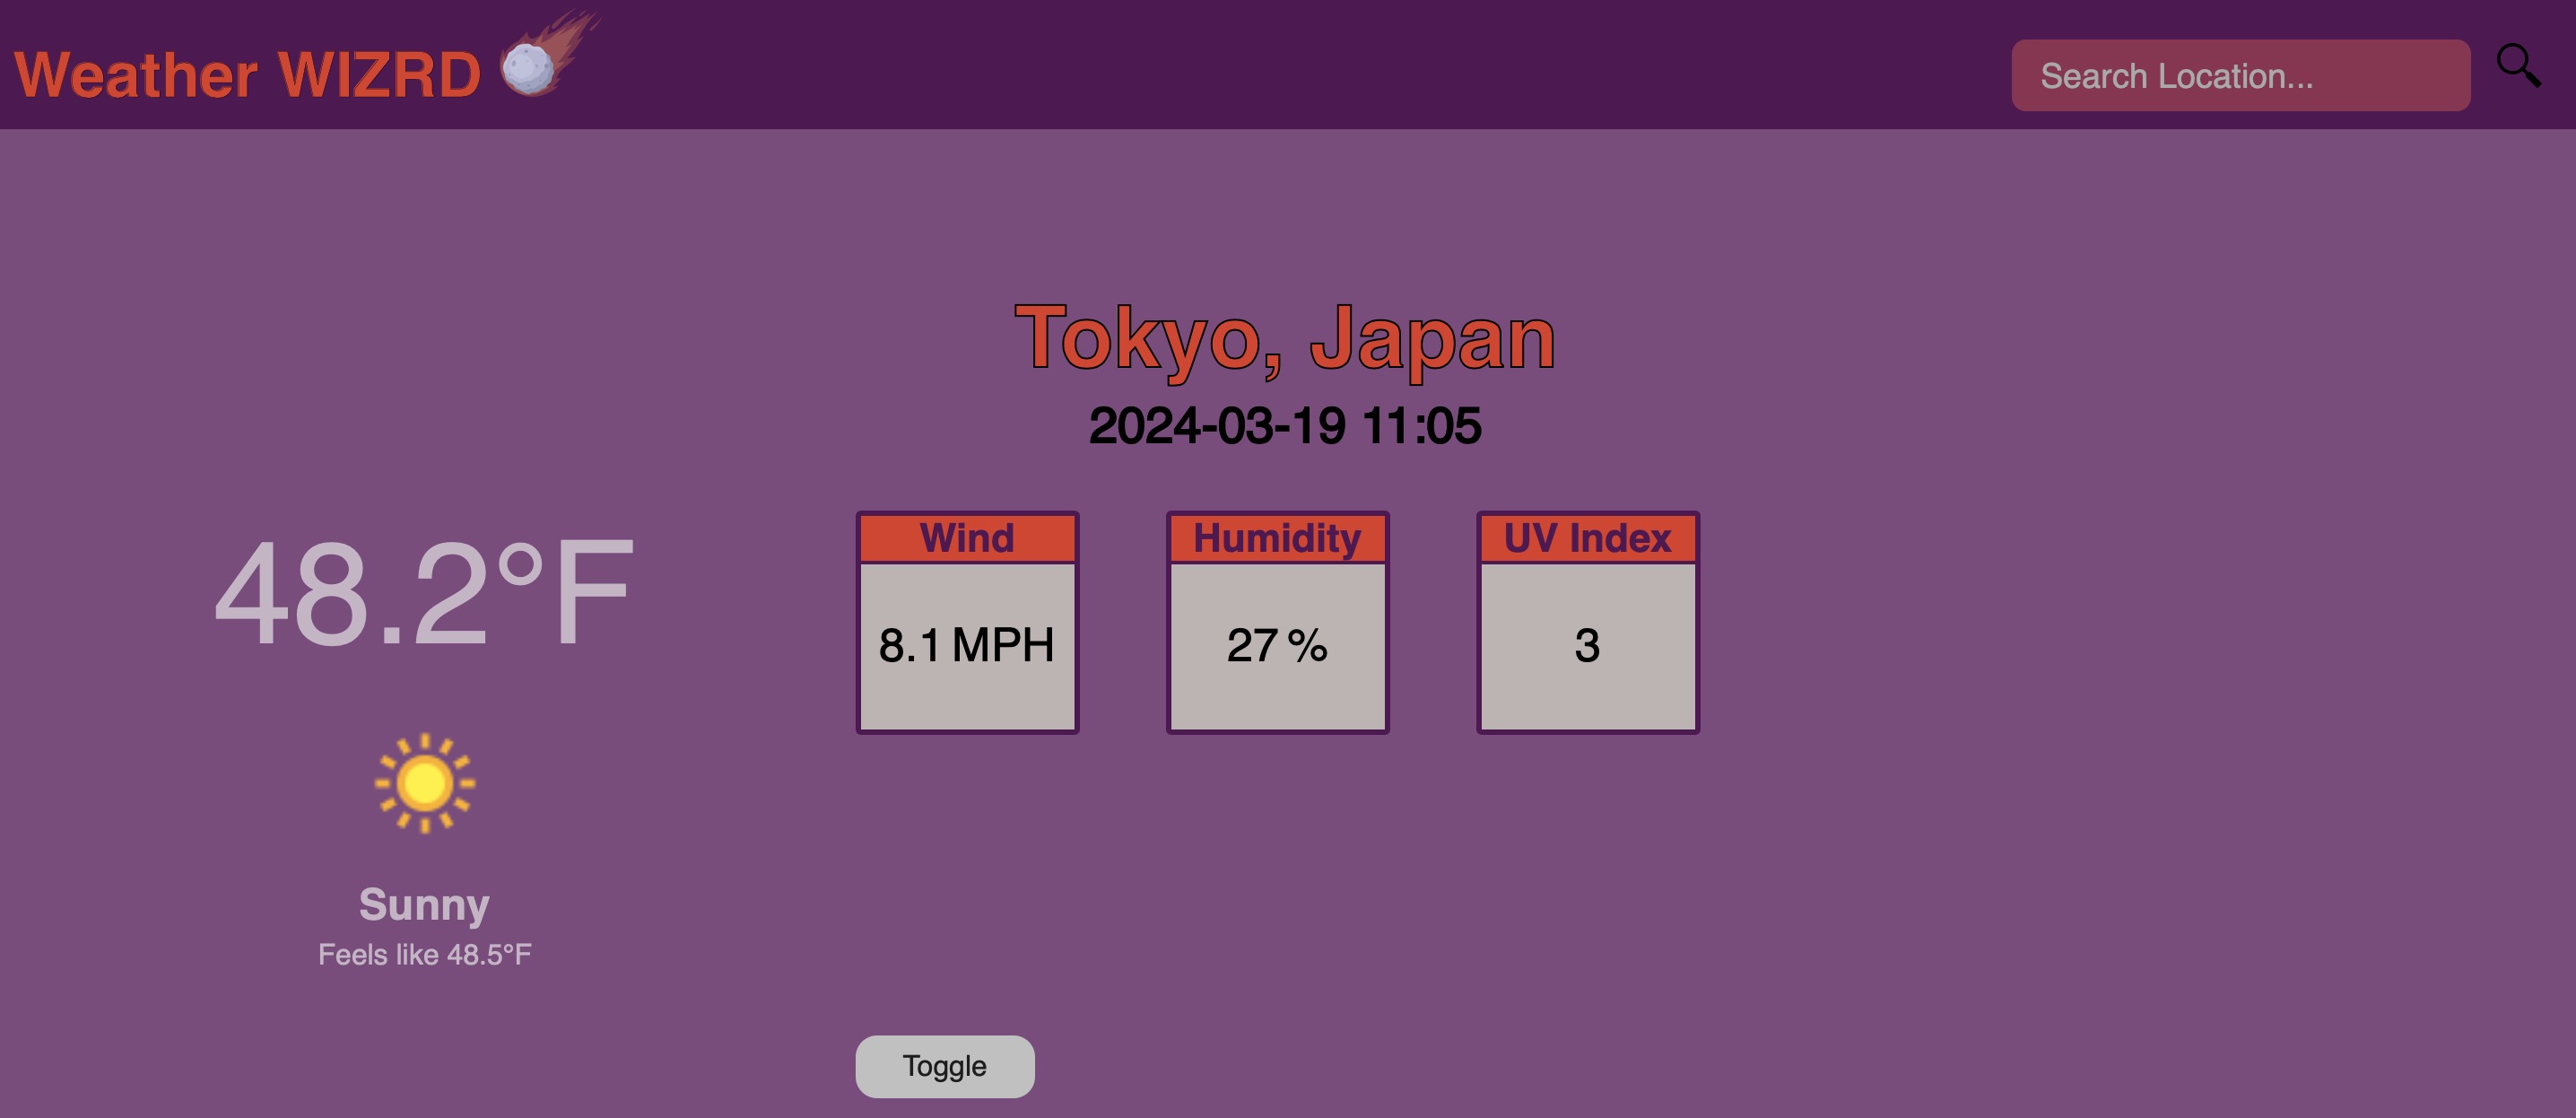 Weather WIZRD
Search Location...
Tokyo, Japan
2024-03-19 11:05
48.2°F
Sunny
Feels like 48.5°F
Wind
8.1 MPH
Humidity
27 %
UV Index
3
Toggle